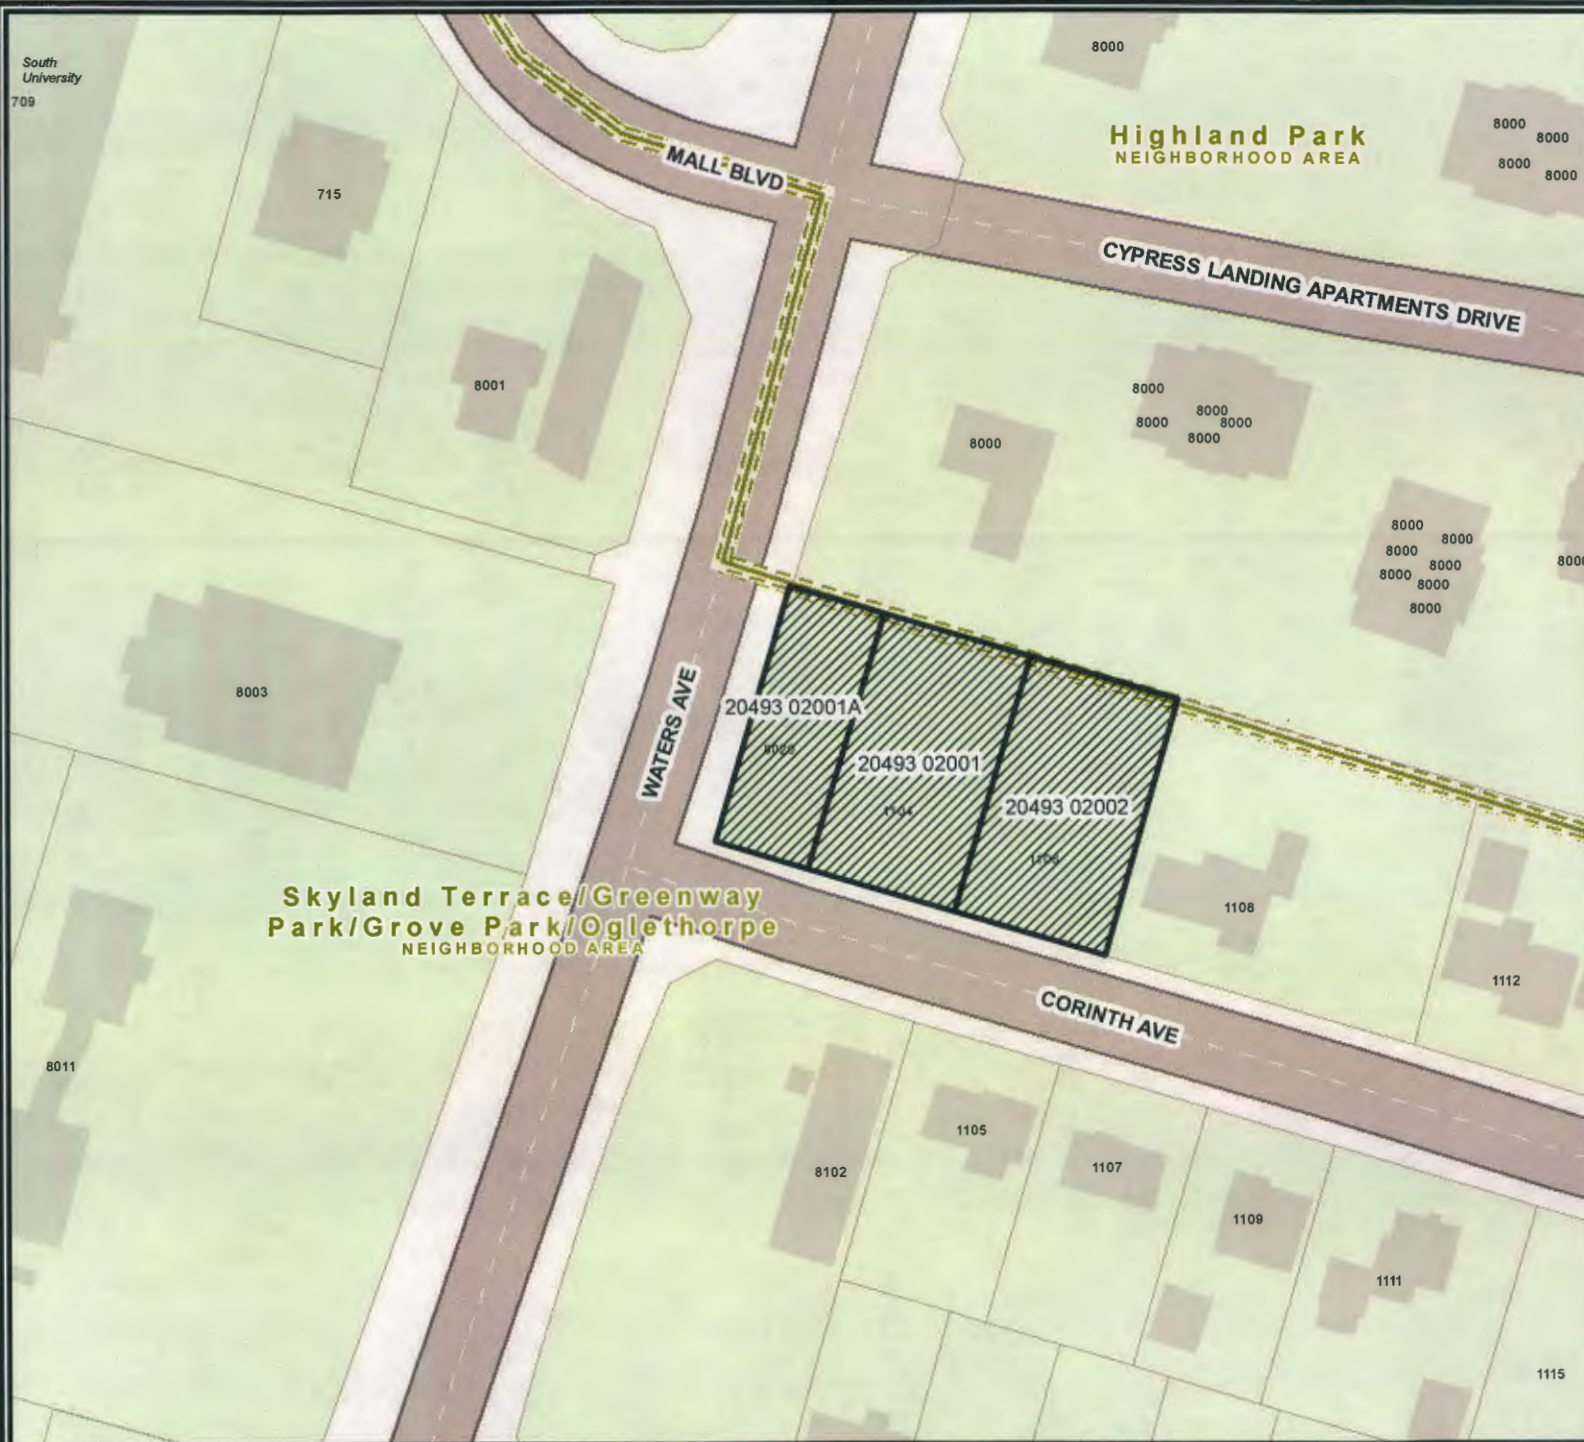 South
University
709
8000
8000
8000
8000
8000
Highland Park
NEIGHBORHOOD AREA
MALL BLVD
715
CYPRESS LANDING APARTMENTS DRIVE
8001
8000
8000
8000
8000
8000
8000
8000
8000
8000
8000
8000
8000
8000
8003
WATERS AVE
20493 02001A
20493 02001
1104
20493 02002
Skyland Terrace/Greenway
Park/Grove Park/Oglethorpe
NEIGHBORHOOD AREA
1108
1112
CORINTH AVE
8011
8102
1105
1107
1109
1111
1115